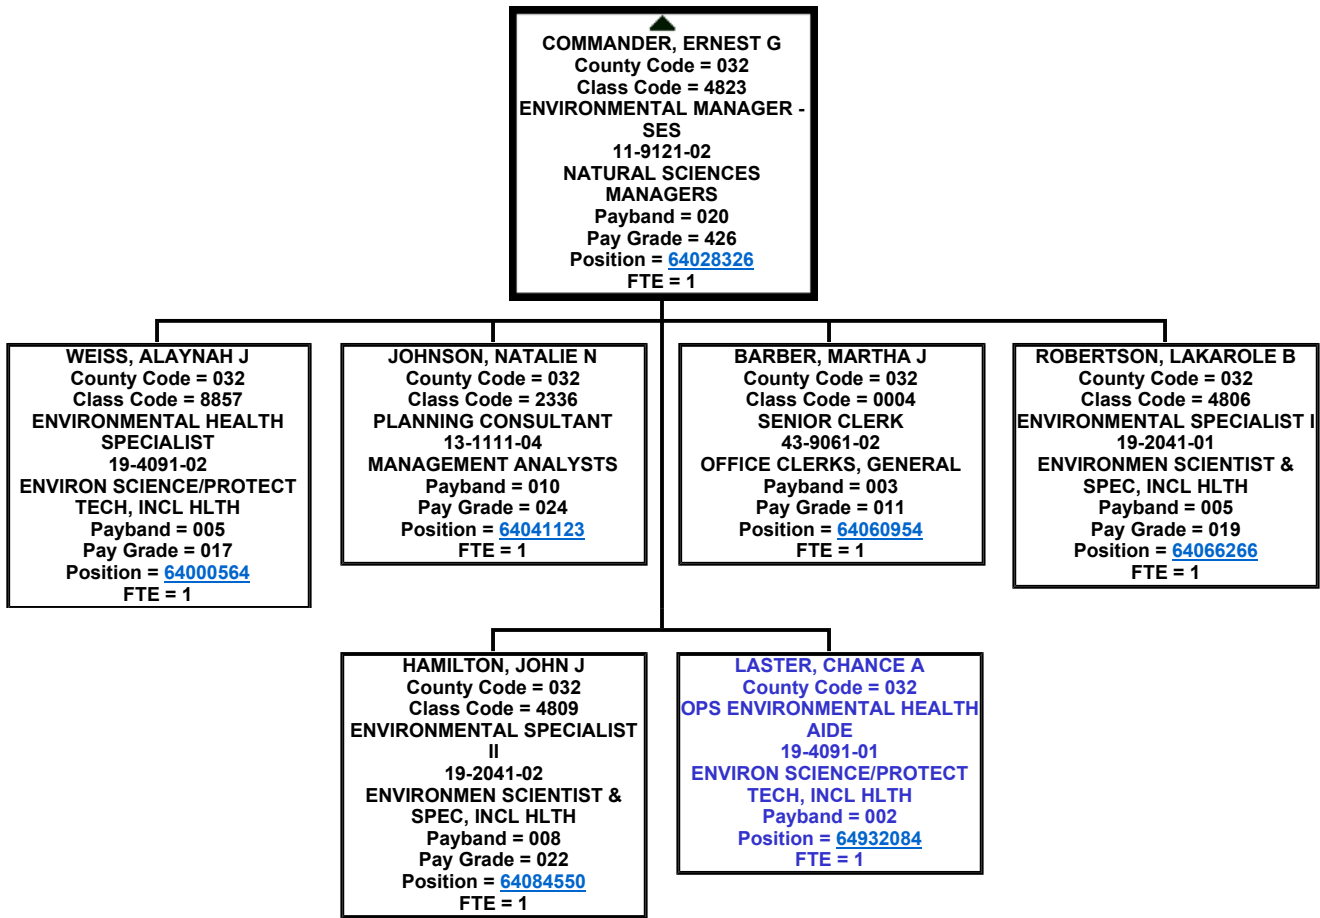 COMMANDER, ERNEST G
County Code = 032
Class Code = 4823
ENVIRONMENTAL MANAGER -
SES
11-9121-02
NATURAL SCIENCES
MANAGERS
Payband = 020
Pay Grade = 426
Position = 64028326
FTE = 1
WEISS, ALAYNAH J
County Code = 032
Class Code = 8857
ENVIRONMENTAL HEALTH
SPECIALIST
19-4091-02
ENVIRON SCIENCE/PROTECT
TECH, INCL HLTH
Payband = 005
Pay Grade = 017
Position = 64000564
FTE = 1
JOHNSON, NATALIE N
County Code = 032
Class Code = 2336
PLANNING CONSULTANT
13-1111-04
MANAGEMENT ANALYSTS
Payband = 010
Pay Grade = 024
Position = 64041123
FTE = 1
BARBER, MARTHA J
County Code = 032
Class Code = 0004
SENIOR CLERK
43-9061-02
OFFICE CLERKS, GENERAL
Payband = 003
Pay Grade = 011
Position = 64060954
FTE = 1
ROBERTSON, LAKAROLE B
County Code = 032
Class Code = 4806
ENVIRONMENTAL SPECIALIST I
19-2041-01
ENVIRONMEN SCIENTIST &
SPEC, INCL HLTH
Payband = 005
Pay Grade = 019
Position = 64066266
FTE = 1
HAMILTON, JOHN J
County Code = 032
Class Code = 4809
ENVIRONMENTAL SPECIALIST
II
19-2041-02
ENVIRONMEN SCIENTIST &
SPEC, INCL HLTH
Payband = 008
Pay Grade = 022
Position = 64084550
FTE = 1
LASTER, CHANCE A
County Code = 032
OPS ENVIRONMENTAL HEALTH
AIDE
19-4091-01
ENVIRON SCIENCE/PROTECT
TECH, INCL HLTH
Payband = 002
Position = 64932084
FTE = 1